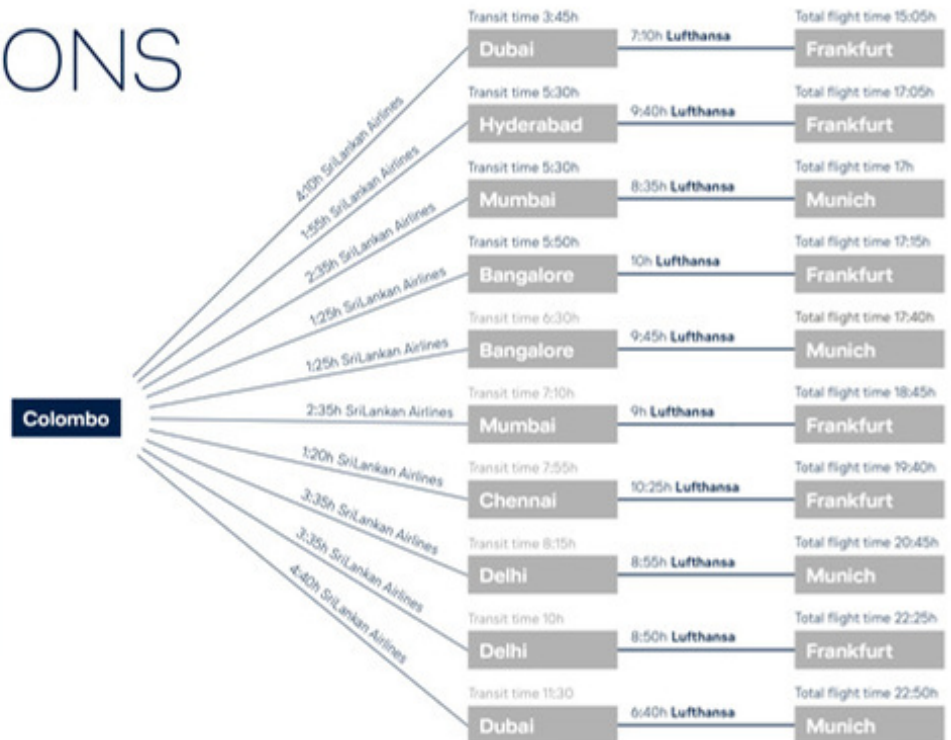 ONS
Transit time 3:45h
Total flight time 15:05h
4:10h SriLankan Airlines
Dubai
7:10h Lufthansa
Frankfurt
Transit time 5:30h
Total flight time 17:05h
1:55h SriLankan Airlines
Hyderabad
9:40h Lufthansa
Frankfurt
Transit time 5:30h
Total flight time 17h
2:35h SriLankan Airlines
Mumbai
8:35h Lufthansa
Munich
Transit time 5:50h
Total flight time 17:15h
1:25h SriLankan Airlines
Bangalore
10h Lufthansa
Frankfurt
Transit time 6:30h
Total flight time 17:40h
1:25h SriLankan Airlines
Bangalore
9:45h Lufthansa
Munich
Colombo
Transit time 7:10h
Total flight time 18:45h
2:35h SriLankan Airlines
Mumbai
9h Lufthansa
Frankfurt
Transit time 7:55h
Total flight time 19:40h
1:20h SriLankan Airlines
Chennai
10:25h Lufthansa
Frankfurt
Transit time 8:15h
Total flight time 20:45h
3:35h SriLankan Airlines
Delhi
8:55h Lufthansa
Munich
Transit time 10h
Total flight time 22:25h
3:35h SriLankan Airlines
Delhi
8:50h Lufthansa
Frankfurt
Transit time 11:30
Total flight time 22:50h
4:40h SriLankan Airlines
Dubai
6:40h Lufthansa
Munich